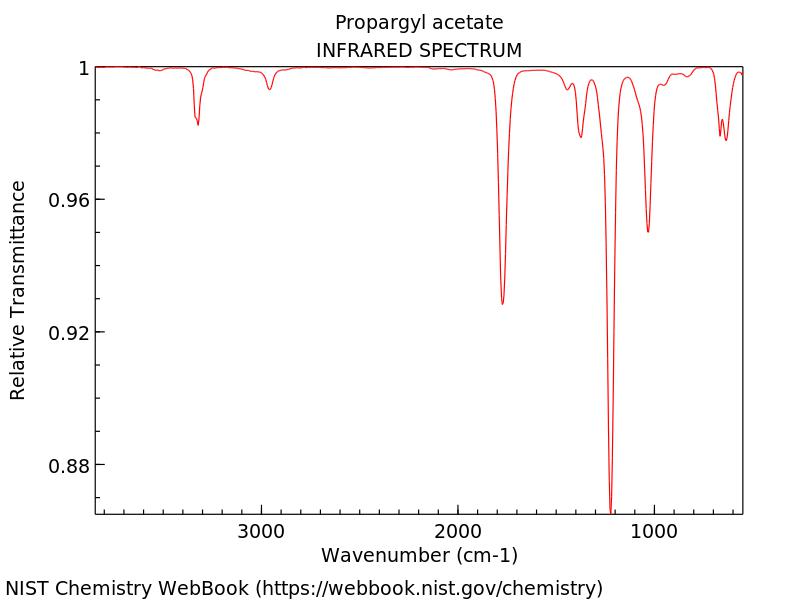 Propargyl acetate
INFRARED SPECTRUM
1
0.96
0.92
0.88
Relative Transmittance
3000 2000 1000
Wavenumber (cm-1)
NIST Chemistry WebBook (https://webbook.nist.gov/chemistry)